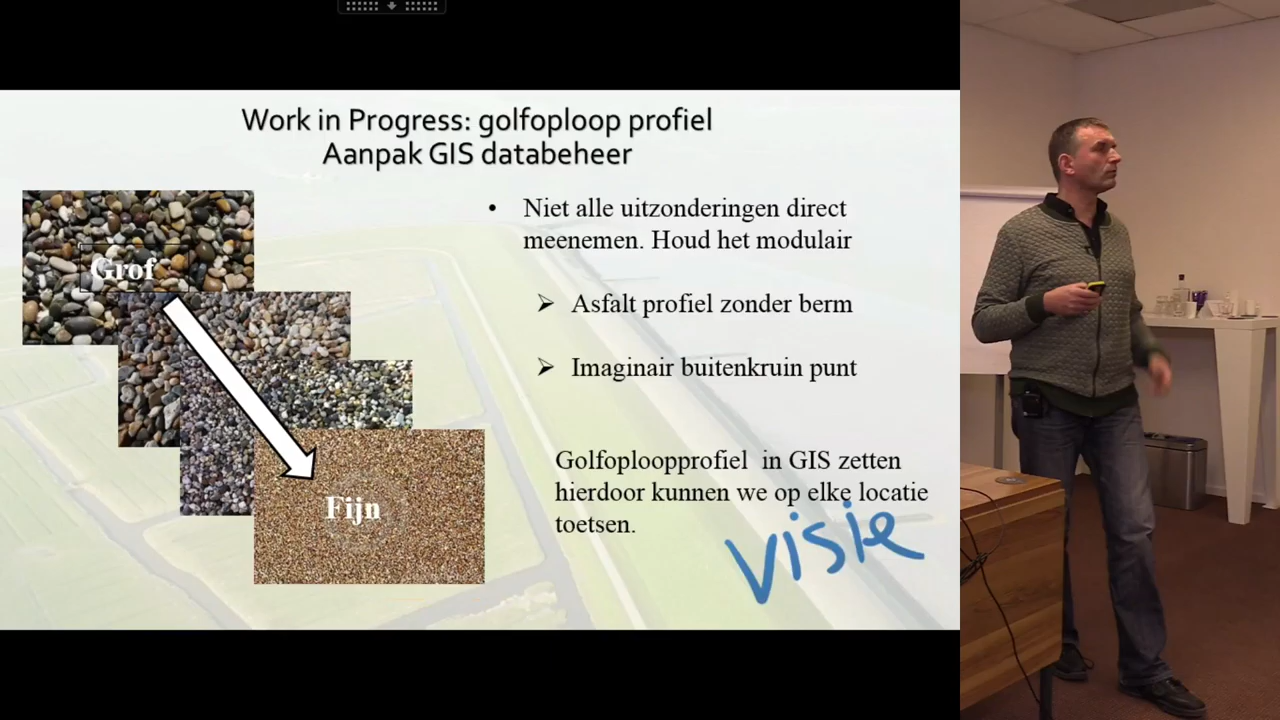 Work in Progress: golfoploop profiel
Aanpak GIS databeheer
Grof
Fijn
• Niet alle uitzonderingen direct
meenemen. Houd het modulair
➢ Asfalt profiel zonder berm
➢ Imaginair buitenkruin punt
Golfoploopprofiel in GIS zetten
hierdoor kunnen we op elke locatie
toetsen.
visie